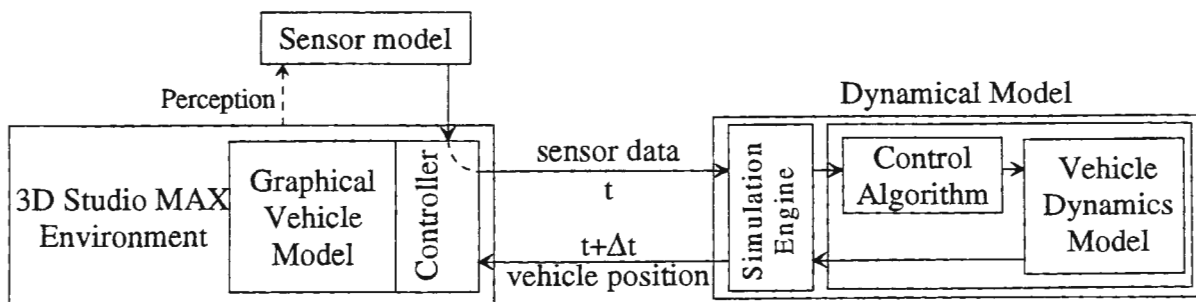 Sensor model
Perception
Dynamical Model
3D Studio MAX
Environment
Graphical
Vehicle
Model
Controller
sensor data
t
t+Δt
vehicle position
Simulation
Engine
Control
Algorithm
Vehicle
Dynamics
Model